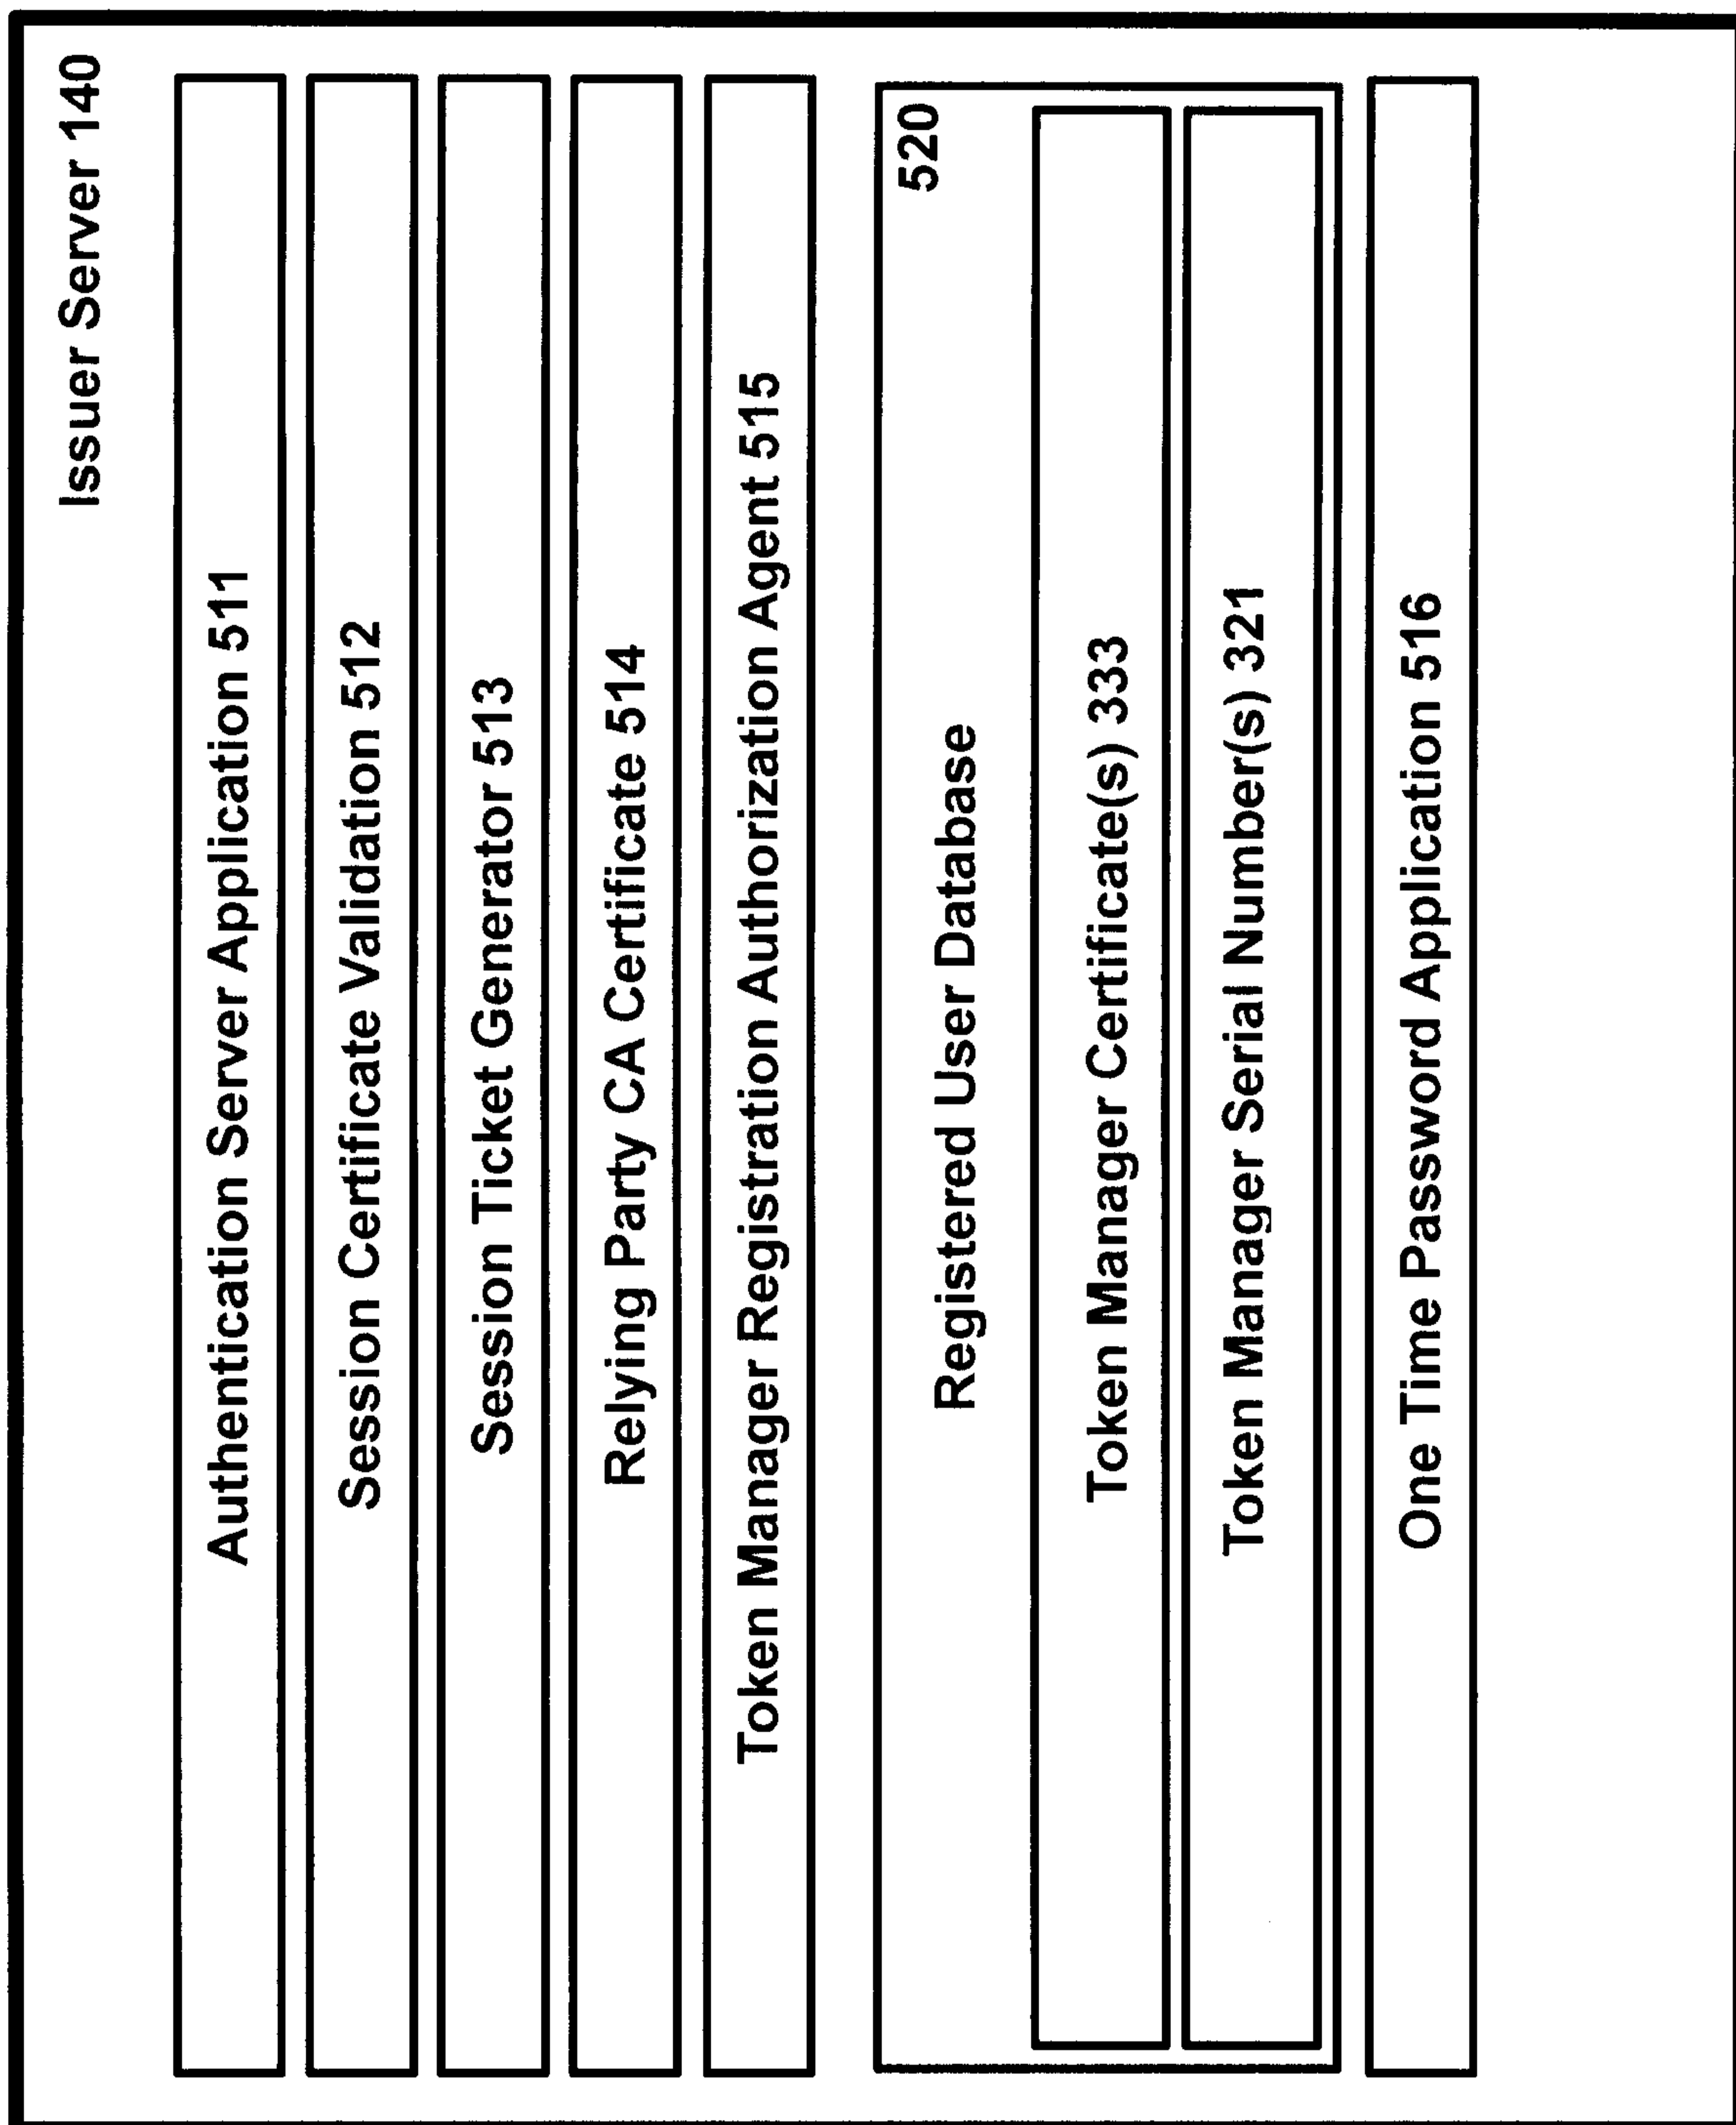 Issuer Server 140
Authentication Server Application 511
Session Certificate Validation 512
Session Ticket Generator 513
Relying Party CA Certificate 514
Token Manager Registration Authorization Agent 515
520
Registered User Database
Token Manager Certificate(s) 333
Token Manager Serial Number(s) 321
One Time Password Application 516